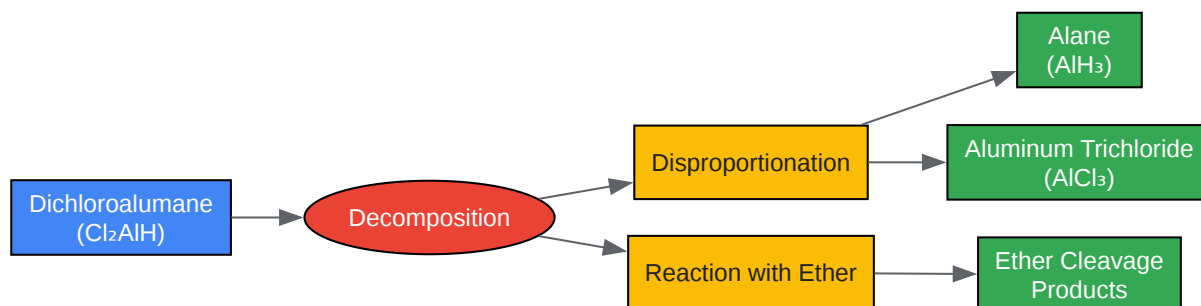 Dichloroalumane
(Cl₂AlH)
Decomposition
Disproportionation
Reaction with Ether
Alane
(AlH₃)
Aluminum Trichloride
(AlCl₃)
Ether Cleavage
Products